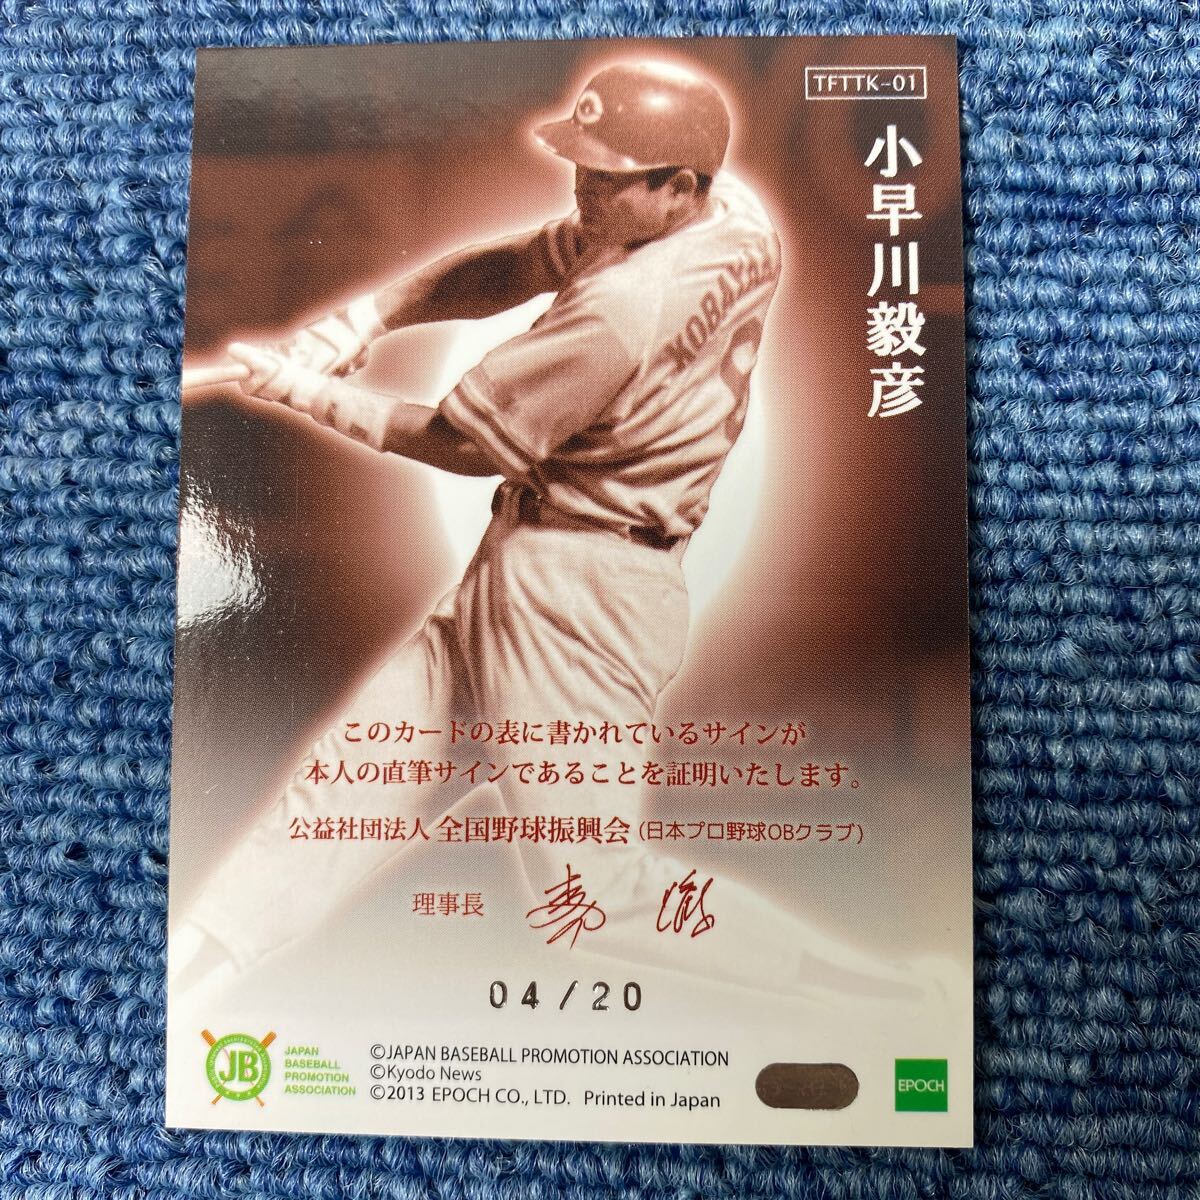 TFTTK-01
小早川毅彦
KOBAYA
このカードの表に書かれているサインが
本人の直筆サインであることを証明いたします。
公益社団法人 全国野球振興会 (日本プロ野球OBクラブ)
理事長
04/20
JB
JAPAN
BASEBALL
PROMOTION
ASSOCIATION
©JAPAN BASEBALL PROMOTION ASSOCIATION
©Kyodo News
©2013 EPOCH CO., LTD. Printed in Japan
EPOCH